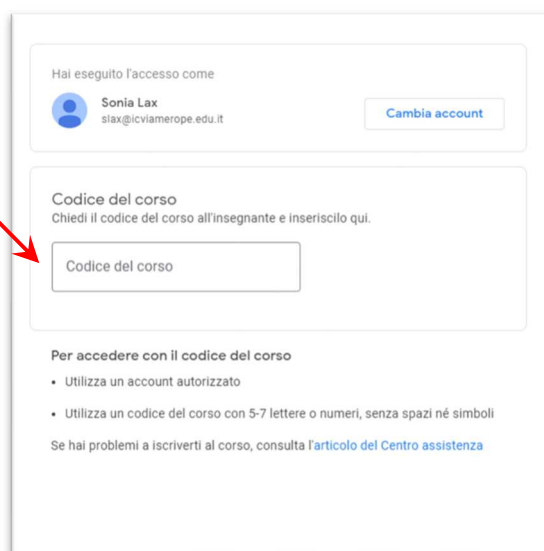 Hai eseguito l'accesso come
Sonia Lax
slax@icviamerope.edu.it
Cambia account
Codice del corso
Chiedi il codice del corso all'insegnante e inseriscilo qui.
Codice del corso
Per accedere con il codice del corso
• Utilizza un account autorizzato
• Utilizza un codice del corso con 5-7 lettere o numeri, senza spazi né simboli
Se hai problemi a iscriverti al corso, consulta l'articolo del Centro assistenza